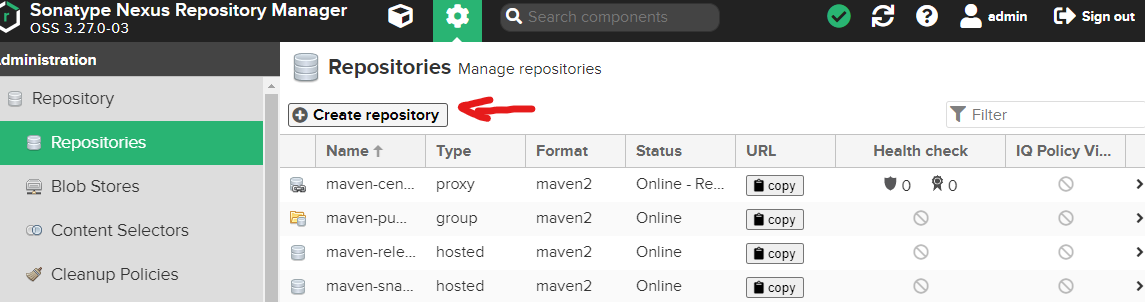 Sonatype Nexus Repository Manager
OSS 3.27.0-03
Search components
admin
Sign out
Administration
Repository
Repositories
Blob Stores
Content Selectors
Cleanup Policies
Repositories Manage repositories
Create repository
Filter
Name Type Format Status URL Health check IQ Policy Vi...
maven-cen... proxy maven2 Online - Re... copy 0 0
maven-pu... group maven2 Online copy
maven-rele... hosted maven2 Online copy
maven-sna... hosted maven2 Online copy